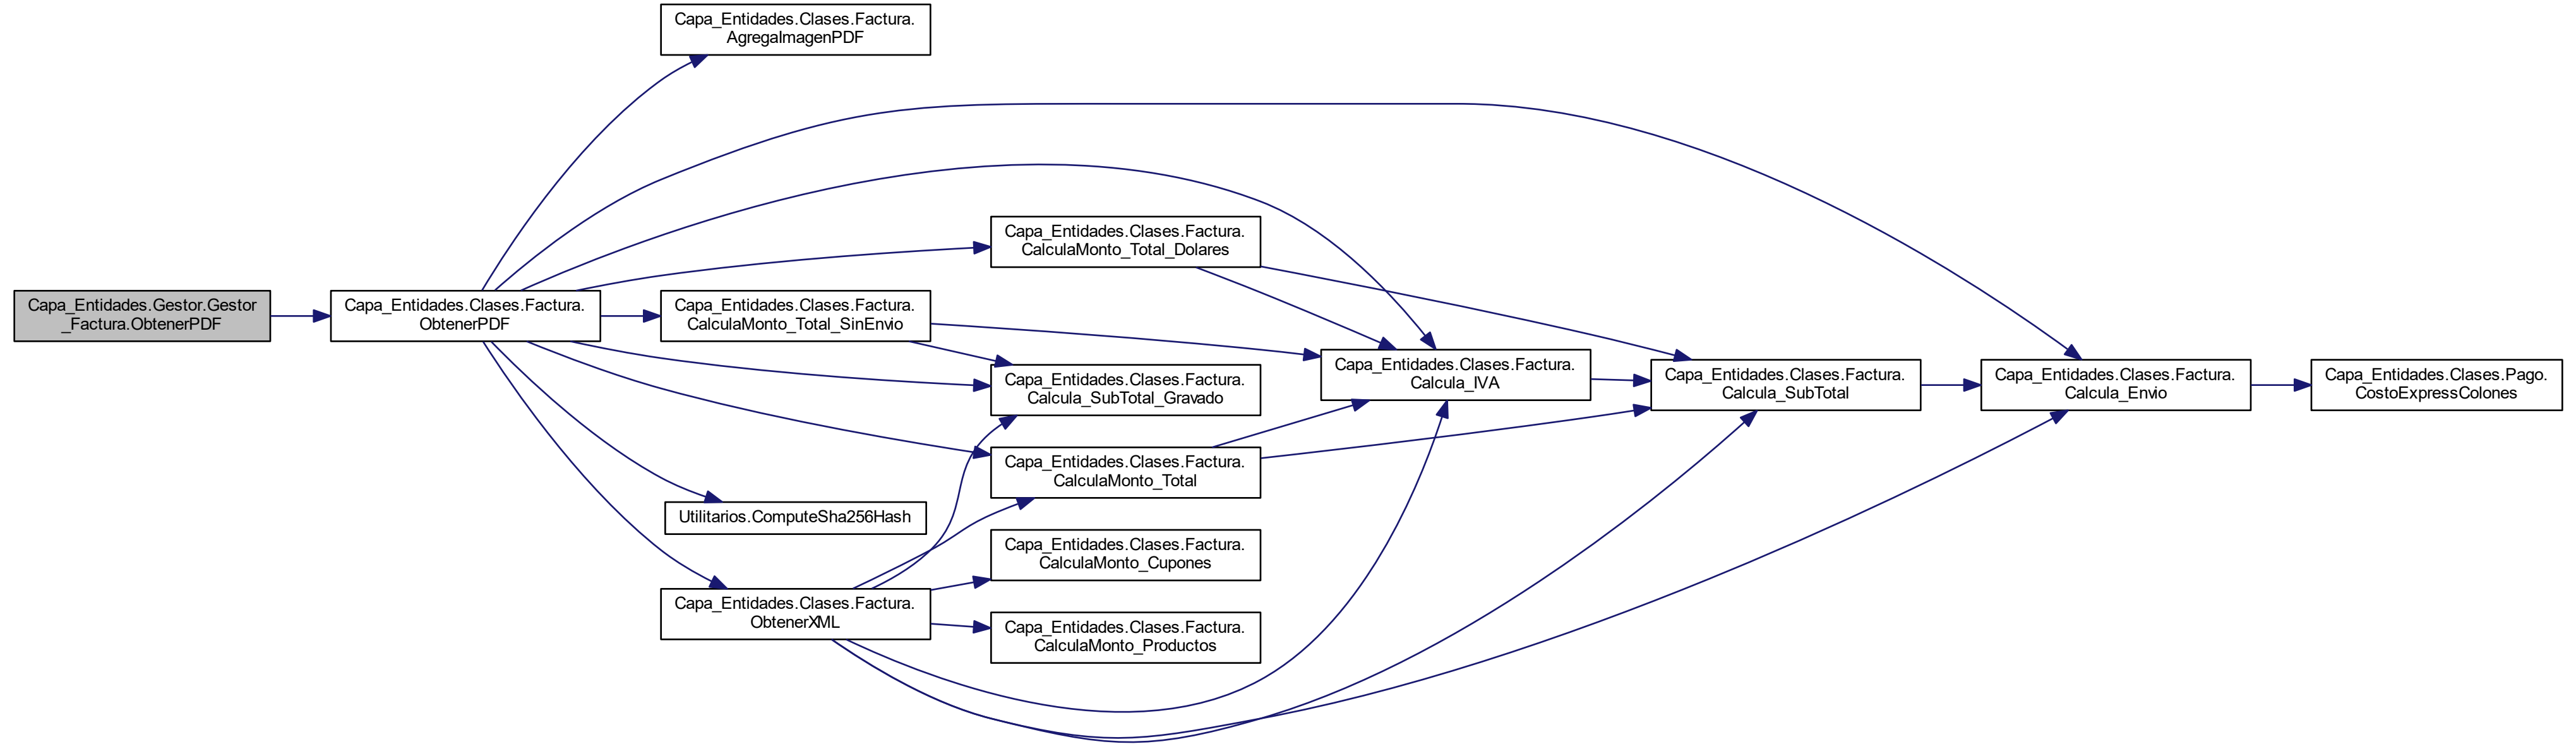 Capa_Entidades.Gestor.Gestor
_Factura.ObtenerPDF
Capa_Entidades.Clases.Factura.
ObtenerPDF
Capa_Entidades.Clases.Factura.
AgregaImagenPDF
Capa_Entidades.Clases.Factura.
CalculaMonto_Total_SinEnvio
Utilitarios.ComputeSha256Hash
Capa_Entidades.Clases.Factura.
ObtenerXML
Capa_Entidades.Clases.Factura.
CalculaMonto_Total_Dolares
Capa_Entidades.Clases.Factura.
Calcula_SubTotal_Gravado
Capa_Entidades.Clases.Factura.
CalculaMonto_Total
Capa_Entidades.Clases.Factura.
CalculaMonto_Cupones
Capa_Entidades.Clases.Factura.
CalculaMonto_Productos
Capa_Entidades.Clases.Factura.
Calcula_IVA
Capa_Entidades.Clases.Factura.
Calcula_SubTotal
Capa_Entidades.Clases.Factura.
Calcula_Envio
Capa_Entidades.Clases.Pago.
CostoExpressColones